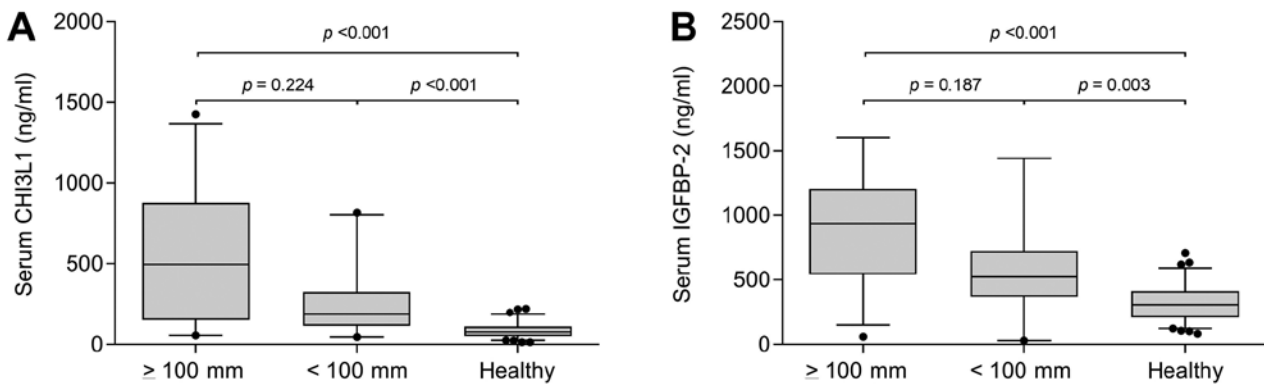 A
Serum CHI3L1 (ng/ml)
2000
1500
1000
500
0
p <0.001
p = 0.224
p <0.001
≥ 100 mm
< 100 mm
Healthy
B
Serum IGFBP-2 (ng/ml)
2500
2000
1500
1000
500
0
p <0.001
p = 0.187
p = 0.003
≥ 100 mm
< 100 mm
Healthy